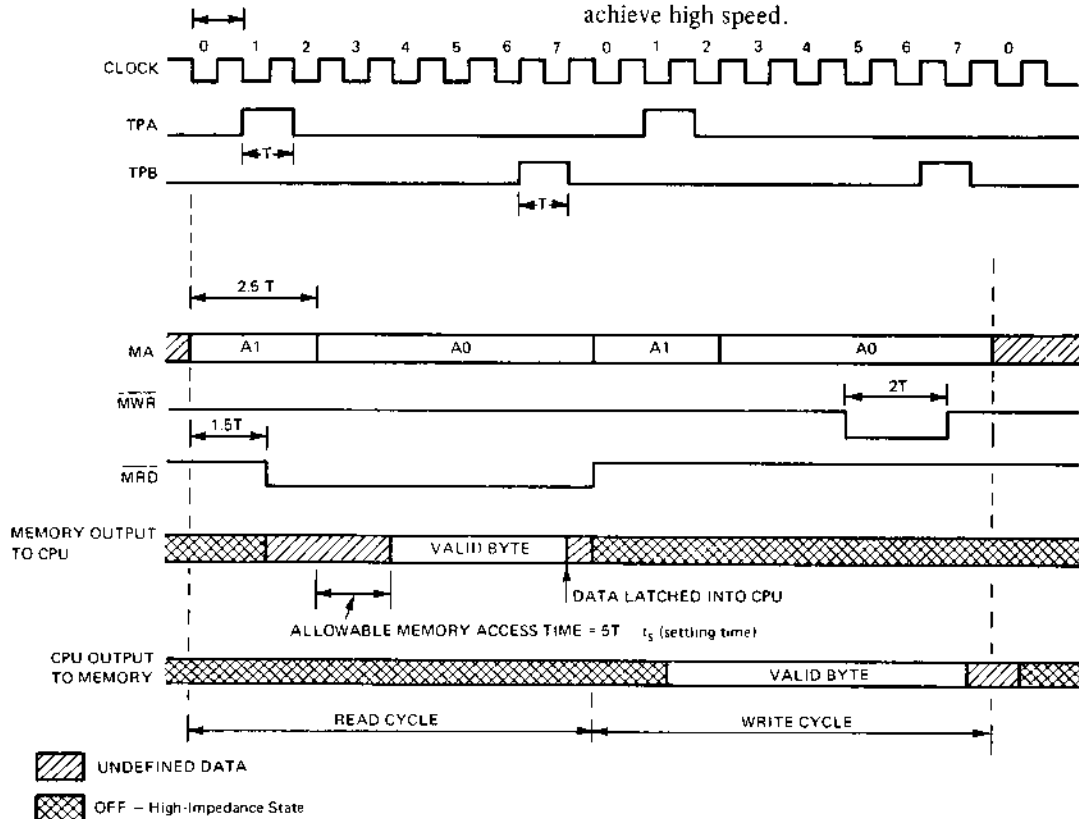 achieve high speed.
0 1 2 3 4 5 6 7 0 1 2 3 4 5 6 7 0
CLOCK
TPA
T
TPB
T
2.5 T
MA A1 A0 A1 A0
MWR
2T
1.5T
MRD
MEMORY OUTPUT
TO CPU
VALID BYTE
DATA LATCHED INTO CPU
ALLOWABLE MEMORY ACCESS TIME = 5T ts (settling time)
CPU OUTPUT
TO MEMORY
VALID BYTE
READ CYCLE WRITE CYCLE
UNDEFINED DATA
OFF – High-Impedance State